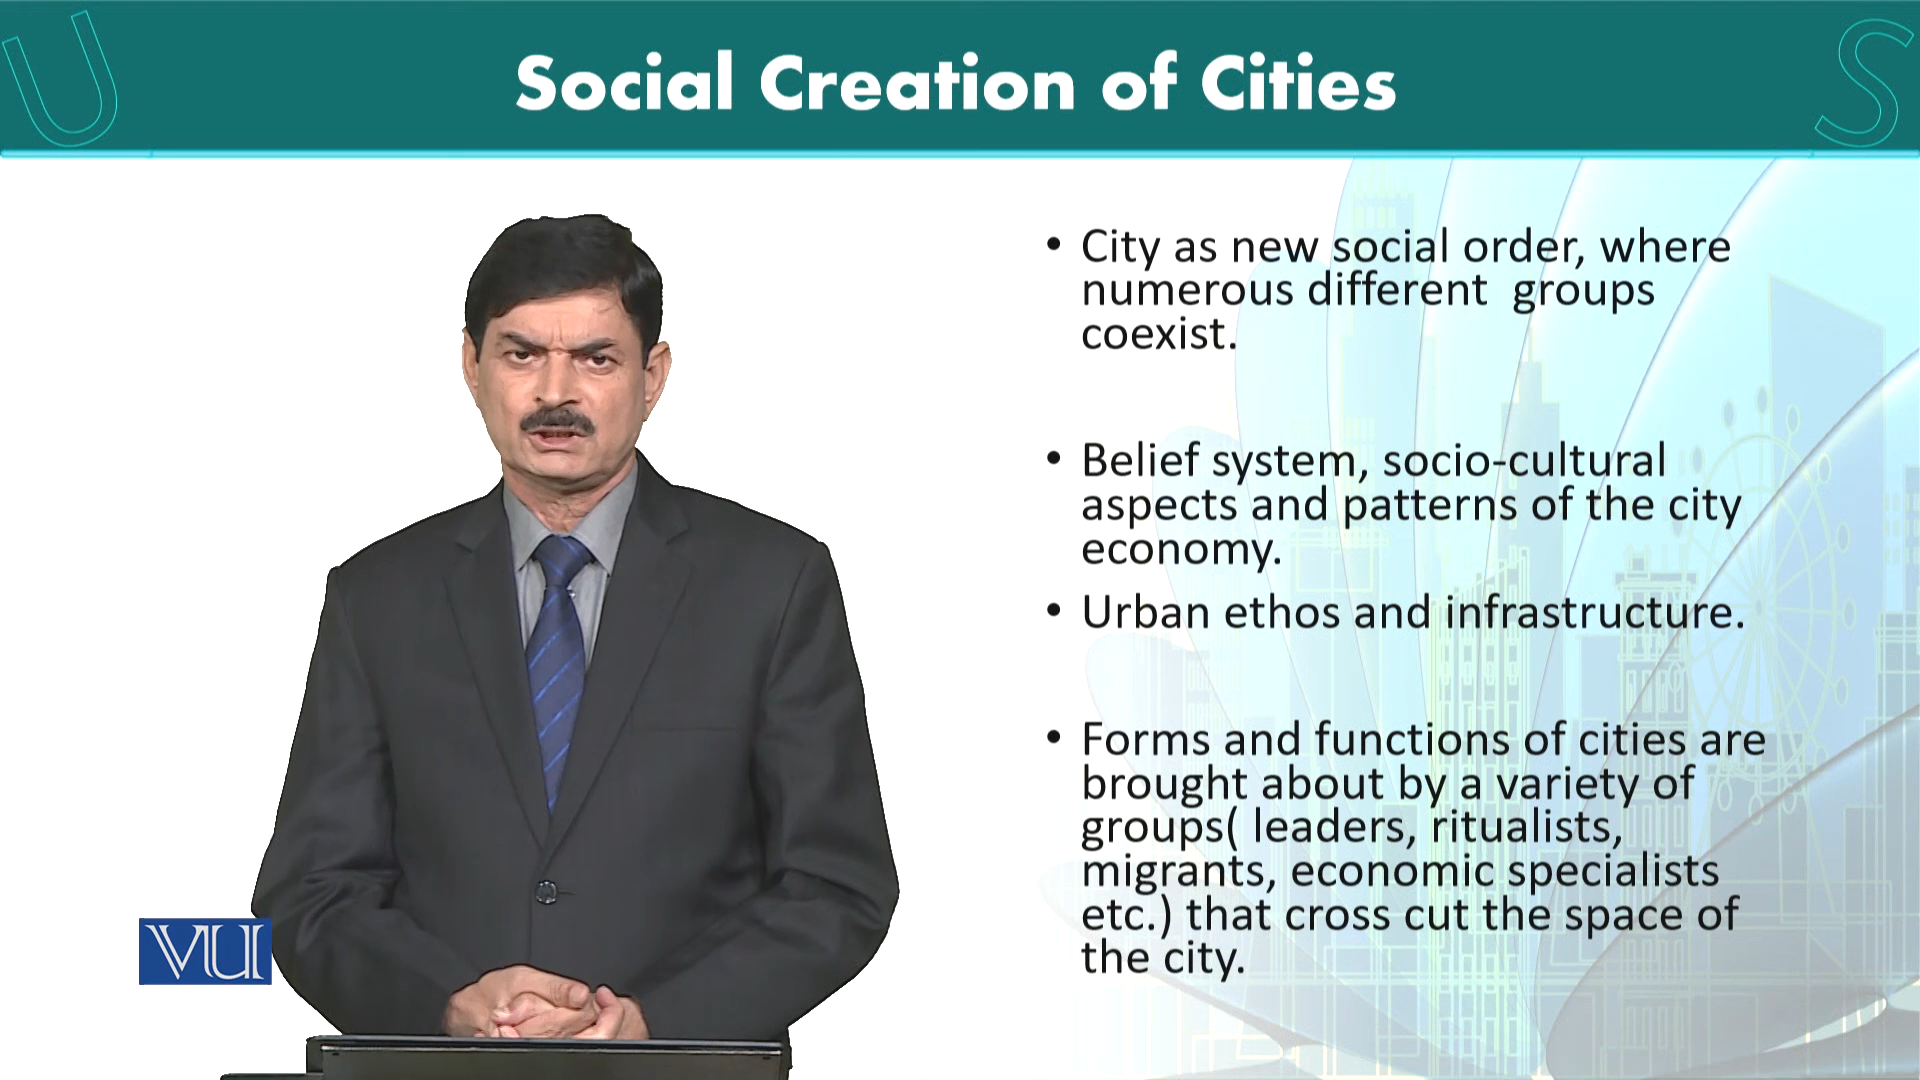 U
Social Creation of Cities
S
• City as new social order, where
numerous different  groups
coexist.
• Belief system, socio-cultural
aspects and patterns of the city
economy.
• Urban ethos and infrastructure.
• Forms and functions of cities are
brought about by a variety of
groups( leaders, ritualists,
migrants, economic specialists
etc.) that cross cut the space of
the city.
VU